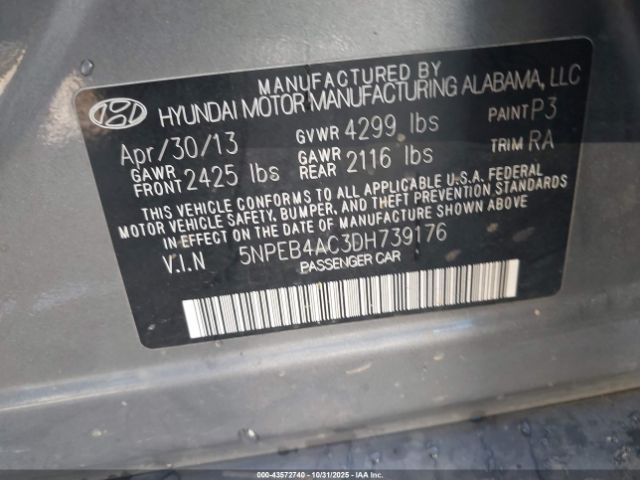 MANUFACTURED BY
HYUNDAI MOTOR MANUFACTURING ALABAMA, LLC
Apr/30/13 GVWR 4299 lbs PAINT P3
GAWR FRONT 2425 lbs GAWR REAR 2116 lbs TRIM RA
THIS VEHICLE CONFORMS TO ALL APPLICABLE U.S.A. FEDERAL
MOTOR VEHICLE SAFETY, BUMPER, AND THEFT PREVENTION STANDARDS
IN EFFECT ON THE DATE OF MANUFACTURE SHOWN ABOVE.
V.I.N 5NPEB4AC3DH739176
PASSENGER CAR
000-43572740 - 10/31/2025 - Copyright © IAA, Inc.